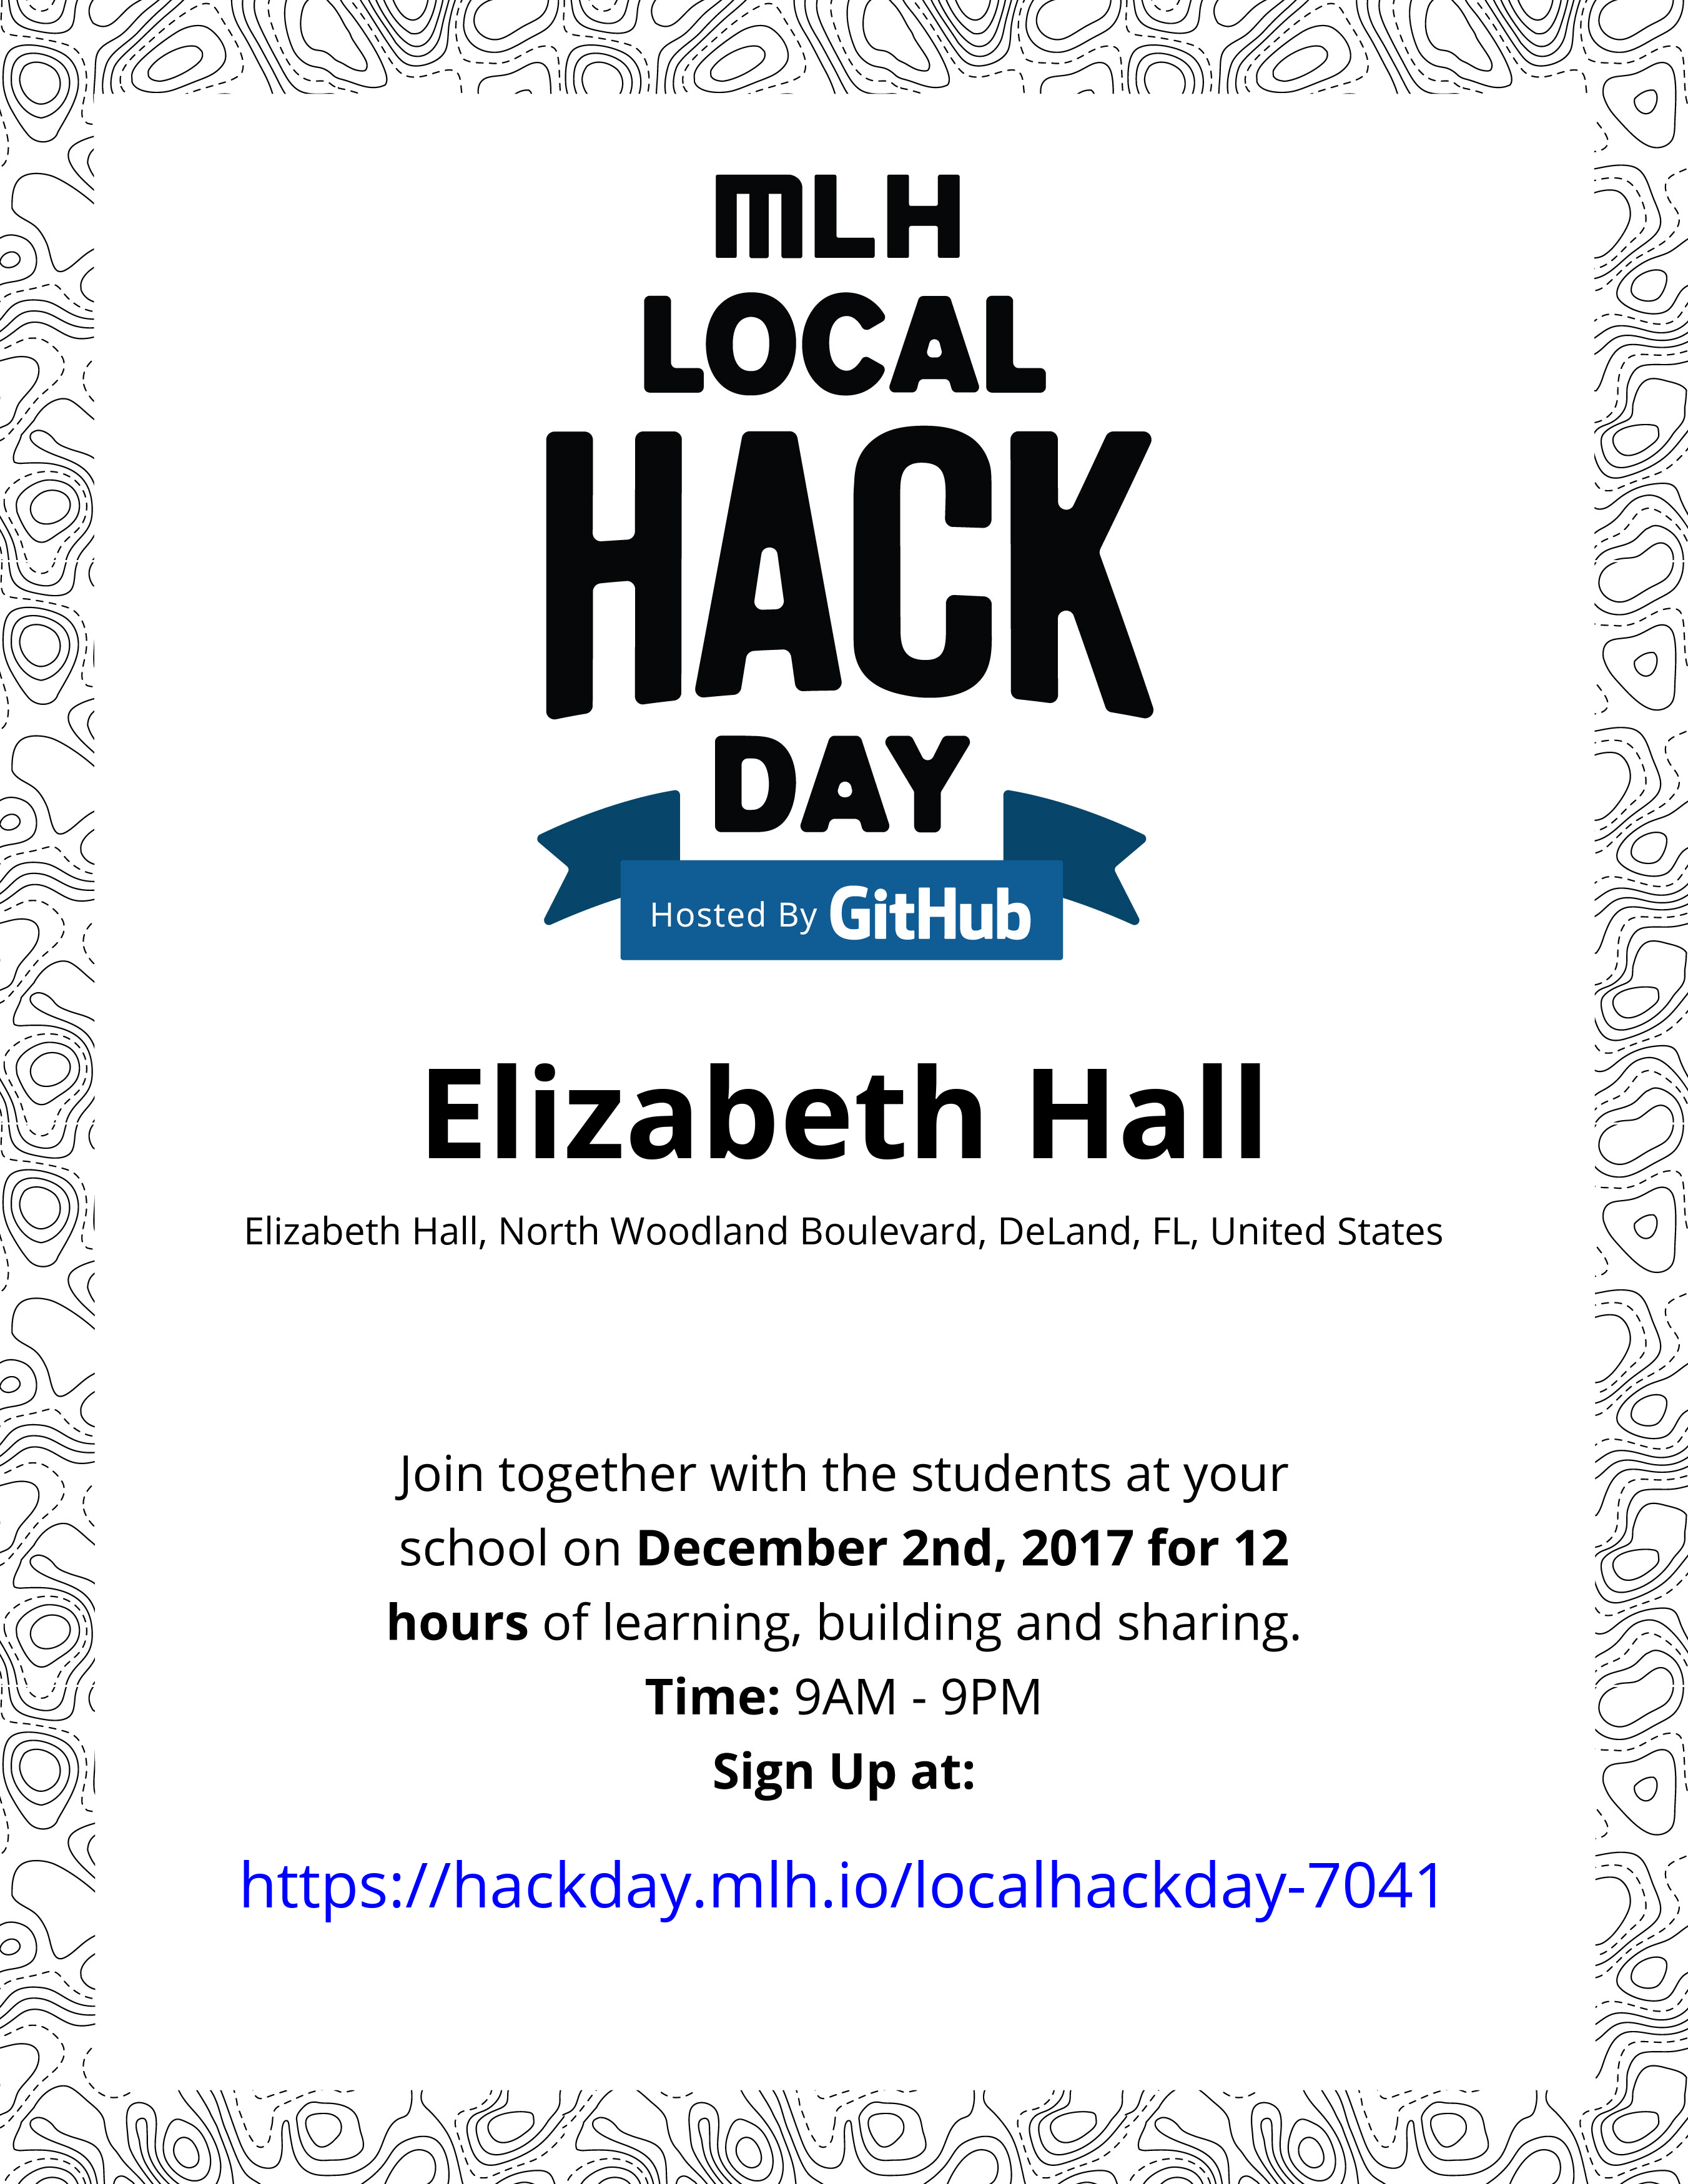 MLH
LOCAL
HACK
DAY
Hosted By GitHub
Elizabeth Hall
Elizabeth Hall, North Woodland Boulevard, DeLand, FL, United States
Join together with the students at your
school on December 2nd, 2017 for 12
hours of learning, building and sharing.
Time: 9AM - 9PM
Sign Up at:
https://hackday.mlh.io/localhackday-7041